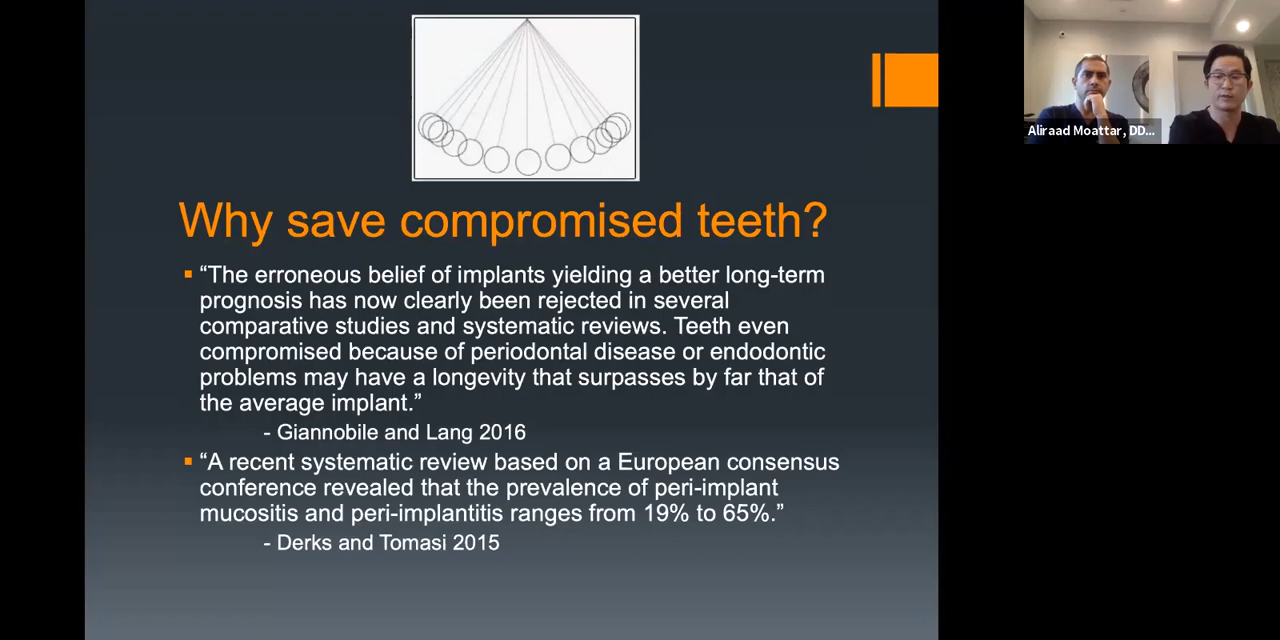 Why save compromised teeth?
▪ “The erroneous belief of implants yielding a better long-term
prognosis has now clearly been rejected in several
comparative studies and systematic reviews. Teeth even
compromised because of periodontal disease or endodontic
problems may have a longevity that surpasses by far that of
the average implant.”
- Giannobile and Lang 2016
▪ “A recent systematic review based on a European consensus
conference revealed that the prevalence of peri-implant
mucositis and peri-implantitis ranges from 19% to 65%.”
- Derks and Tomasi 2015
Aliraad Moattar, DD...